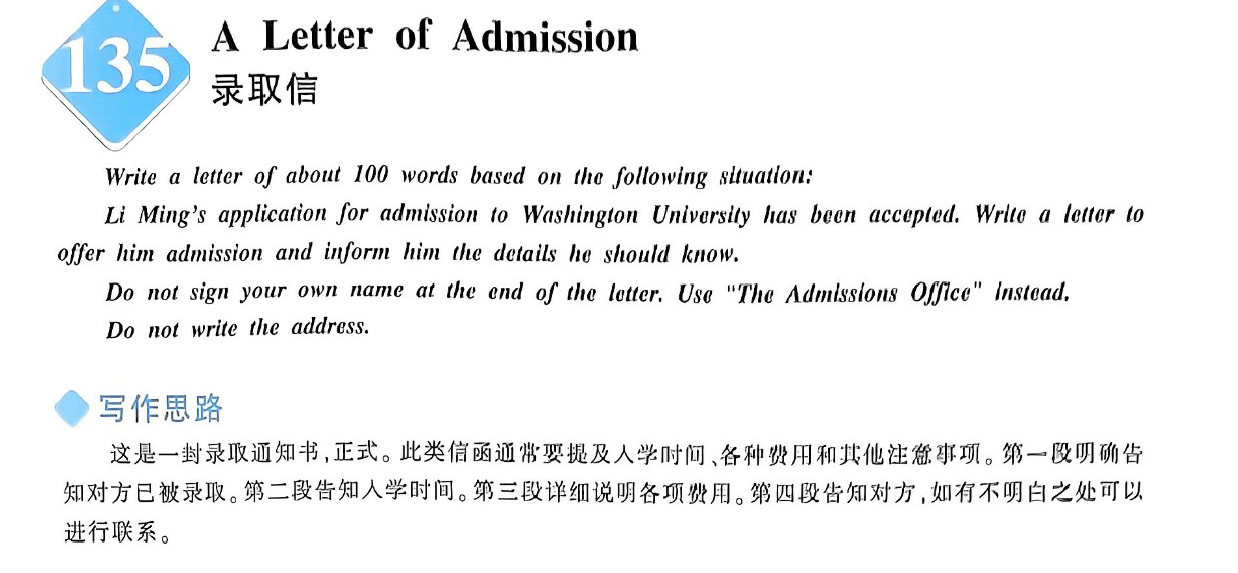 135
A Letter of Admission
录取信
Write a letter of about 100 words based on the following situation:
Li Ming's application for admission to Washington University has been accepted. Write a letter to
offer him admission and inform him the details he should know.
Do not sign your own name at the end of the letter. Use "The Admissions Office" instead.
Do not write the address.
写作思路
这是一封录取通知书,正式。此类信函通常要提及入学时间、各种费用和其他注意事项。第一段明确告
知对方已被录取。第二段告知入学时间。第三段详细说明各项费用。第四段告知对方,如有不明白之处可以
进行联系。